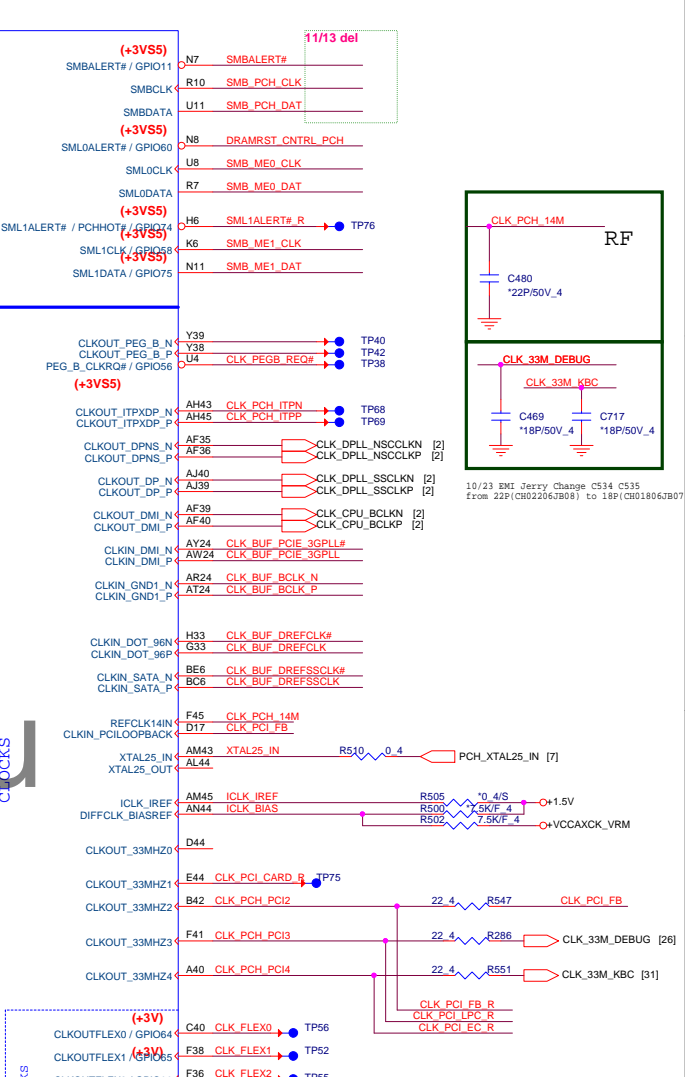 11/13 del
(+3VS5)
SMBALERT# / GPIO11 N7 SMBALERT#
SMBCLK R10 SMB_PCH_CLK
SMBDATA U11 SMB_PCH_DAT
(+3VS5)
SML0ALERT# / GPIO60 N8 DRAMRST_CNTRL_PCH
SML0CLK U8 SMB_ME0_CLK
SML0DATA R7 SMB_ME0_DAT
(+3VS5)
SML1ALERT# / PCHHOT# / GPIO74 H6 SML1ALERT#_R TP76
(+3VS5)
SML1CLK / GPIO58 K6 SMB_ME1_CLK
(+3VS5)
SML1DATA / GPIO75 N11 SMB_ME1_DAT
CLK_PCH_14M
RF
C480
*22P/50V_4
CLKOUT_PEG_B_N Y39 TP40
CLKOUT_PEG_B_P Y38 TP42
PEG_B_CLKRQ# / GPIO56 U4 CLK_PEGB_REQ# TP38
(+3VS5)
CLK_33M_DEBUG
CLK_33M_KBC
C469 C717
*18P/50V_4 *18P/50V_4
10/23 EMI Jerry Change C534 C535
from 22P(CH02206JB08) to 18P(CH01806JB07
CLKOUT_ITPXDP_N AH43 CLK_PCH_ITPN TP68
CLKOUT_ITPXDP_P AH45 CLK_PCH_ITPP TP69
CLKOUT_DPNS_N AF35 CLK_DPLL_NSCCLKN [2]
CLKOUT_DPNS_P AF36 CLK_DPLL_NSCCLKP [2]
CLKOUT_DP_N AJ40 CLK_DPLL_SSCLKN [2]
CLKOUT_DP_P AJ39 CLK_DPLL_SSCLKP [2]
CLKOUT_DMI_N AF39 CLK_CPU_BCLKN [2]
CLKOUT_DMI_P AF40 CLK_CPU_BCLKP [2]
CLKIN_DMI_N AY24 CLK_BUF_PCIE_3GPLL#
CLKIN_DMI_P AW24 CLK_BUF_PCIE_3GPLL
CLKIN_GND1_N AR24 CLK_BUF_BCLK_N
CLKIN_GND1_P AT24 CLK_BUF_BCLK_P
CLKIN_DOT_96N H33 CLK_BUF_DREFCLK#
CLKIN_DOT_96P G33 CLK_BUF_DREFCLK
CLKIN_SATA_N BE6 CLK_BUF_DREFSSCLK#
CLKIN_SATA_P BC6 CLK_BUF_DREFSSCLK
REFCLK14IN F45 CLK_PCH_14M
CLKIN_PCILOOPBACK D17 CLK_PCI_FB
CLOCKS
XTAL25_IN AM43 XTAL25_IN R510 0_4 PCH_XTAL25_IN [7]
XTAL25_OUT AL44
ICLK_IREF AM45 ICLK_IREF R505 *0_4/S +1.5V
DIFFCLK_BIASREF AN44 ICLK_BIAS R500 *7.5K/F_4
R502 7.5K/F_4 +VCCAXCK_VRM
CLKOUT_33MHZ0 D44
CLKOUT_33MHZ1 E44 CLK_PCI_CARD_R TP75
CLKOUT_33MHZ2 B42 CLK_PCH_PCI2 22_4 R547 CLK_PCI_FB
CLKOUT_33MHZ3 F41 CLK_PCH_PCI3 22_4 R286 CLK_33M_DEBUG [26]
CLKOUT_33MHZ4 A40 CLK_PCH_PCI4 22_4 R551 CLK_33M_KBC [31]
CLK_PCI_FB_R
CLK_PCI_LPC_R
CLK_PCI_EC_R
(+3V)
CLKOUTFLEX0 / GPIO64 C40 CLK_FLEX0 TP56
(+3V)
CLKOUTFLEX1 / GPIO65 F38 CLK_FLEX1 TP52
F36 CLK_FLEX2 TP55